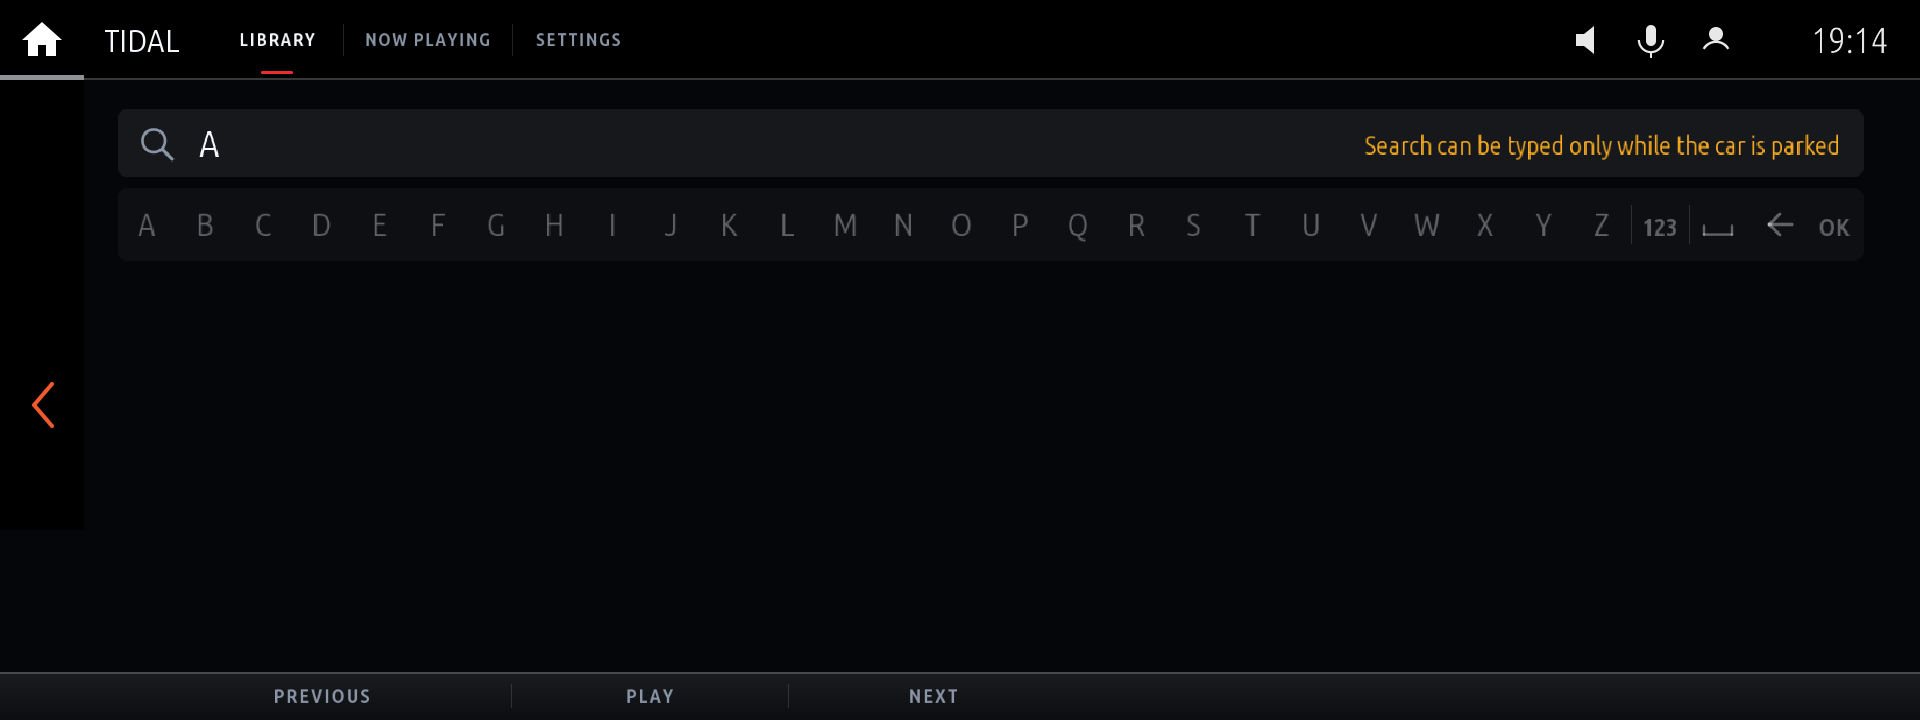 TIDAL LIBRARY NOW PLAYING SETTINGS 19:14
A Search can be typed only while the car is parked
A B C D E F G H I J K L M N O P Q R S T U V W X Y Z 123 OK
PREVIOUS PLAY NEXT